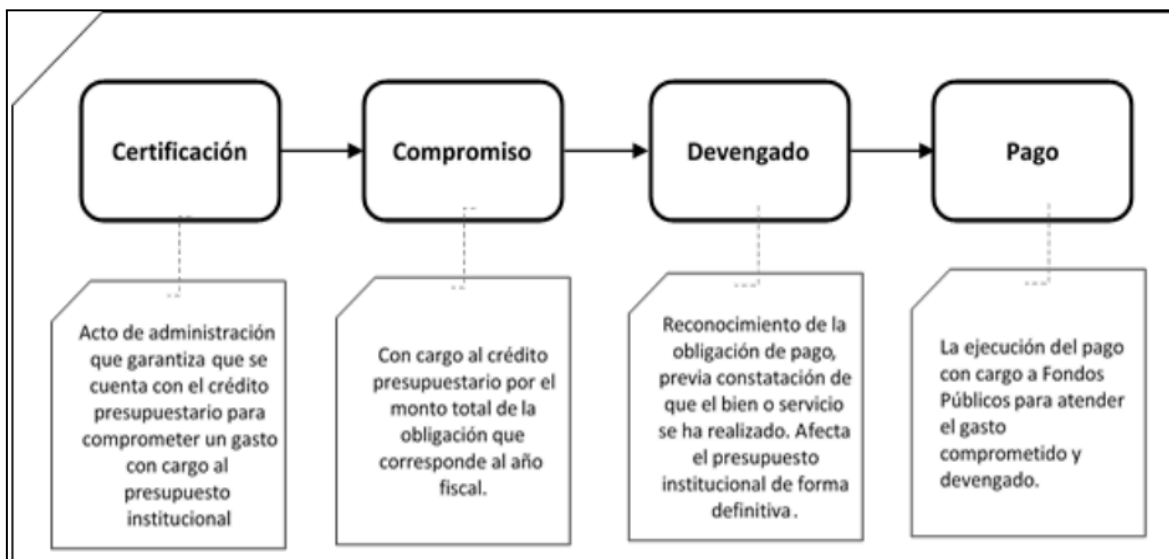 Certificación
Compromiso
Devengado
Pago
Acto de administración
que garantiza que se
cuenta con el crédito
presupuestario para
comprometer un gasto
con cargo al
presupuesto
institucional
Con cargo al crédito
presupuestario por el
monto total de la
obligación que
corresponde al año
fiscal.
Reconocimiento de la
obligación de pago,
previa constatación de
que el bien o servicio
se ha realizado. Afecta
el presupuesto
institucional de forma
definitiva.
La ejecución del pago
con cargo a Fondos
Públicos para atender
el gasto
comprometido y
devengado.